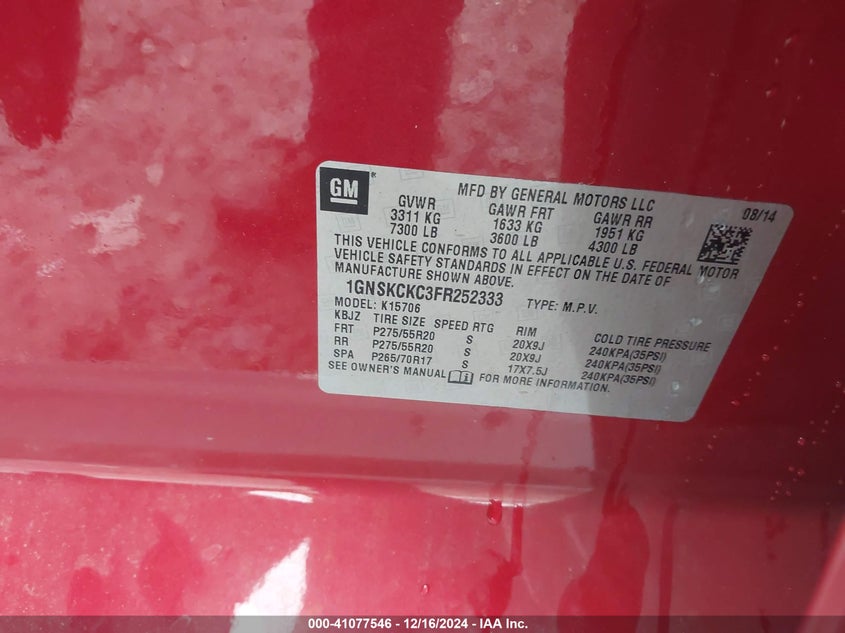 GM®
MFD BY GENERAL MOTORS LLC 08/14
GVWR GAWR FRT GAWR RR
3311 KG 1633 KG 1951 KG
7300 LB 3600 LB 4300 LB
THIS VEHICLE CONFORMS TO ALL APPLICABLE U.S. FEDERAL MOTOR
VEHICLE SAFETY STANDARDS IN EFFECT ON THE DATE OF
MANUFACTURE SHOWN ABOVE.
1GNSKCKC3FR252333 TYPE: M.P.V.
MODEL: K15706
KBJZ TIRE SIZE SPEED RTG RIM COLD TIRE PRESSURE
FRT P275/55R20 S 20X9J 240KPA(35PSI)
RR P275/55R20 S 20X9J 240KPA(35PSI)
SPA P265/70R17 S 17X7.5J 240KPA(35PSI)
SEE OWNER'S MANUAL FOR MORE INFORMATION.
000-41077546 - 12/16/2024 - IAA Inc.